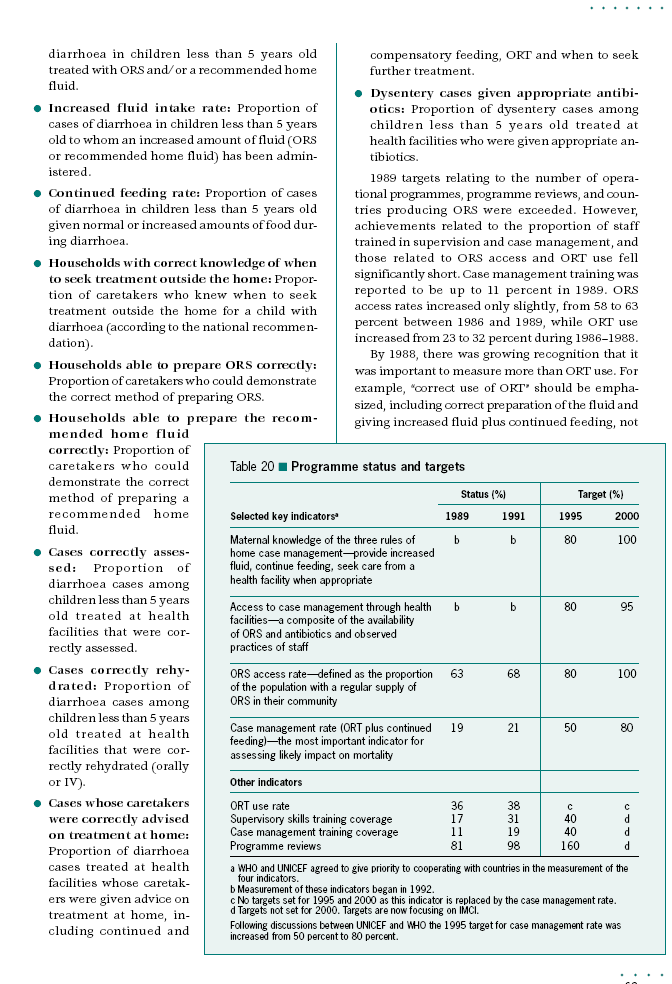 diarrhoea in children less than 5 years old
treated with ORS and/or a recommended home
fluid.
● Increased fluid intake rate: Proportion of
cases of diarrhoea in children less than 5 years
old to whom an increased amount of fluid (ORS
or recommended home fluid) has been admin-
istered.
● Continued feeding rate: Proportion of cases
of diarrhoea in children less than 5 years old
given normal or increased amounts of food dur-
ing diarrhoea.
● Households with correct knowledge of when
to seek treatment outside the home: Propor-
tion of caretakers who knew when to seek
treatment outside the home for a child with
diarrhoea (according to the national recommen-
dation).
● Households able to prepare ORS correctly:
Proportion of caretakers who could demonstrate
the correct method of preparing ORS.
● Households able to prepare the recom-
mended home fluid
correctly: Proportion of
caretakers who could
demonstrate the correct
method of preparing a
recommended home
fluid.
● Cases correctly asses-
sed: Proportion of
diarrhoea cases among
children less than 5 years
old treated at health
facilities that were cor-
rectly assessed.
● Cases correctly rehy-
drated: Proportion of
diarrhoea cases among
children less than 5 years
old treated at health
facilities that were cor-
rectly rehydrated (orally
or IV).
● Cases whose caretakers
were correctly advised
on treatment at home:
Proportion of diarrhoea
cases treated at health
facilities whose caretak-
ers were given advice on
treatment at home, in-
cluding continued and
compensatory feeding, ORT and when to seek
further treatment.
● Dysentery cases given appropriate antibi-
otics: Proportion of dysentery cases among
children less than 5 years old treated at
health facilities who were given appropriate an-
tibiotics.
1989 targets relating to the number of opera-
tional programmes, programme reviews, and coun-
tries producing ORS were exceeded. However,
achievements related to the proportion of staff
trained in supervision and case management, and
those related to ORS access and ORT use fell
significantly short. Case management training was
reported to be up to 11 percent in 1989. ORS
access rates increased only slightly, from 58 to 63
percent between 1986 and 1989, while ORT use
increased from 23 to 32 percent during 1986–1988.
By 1988, there was growing recognition that it
was important to measure more than ORT use. For
example, “correct use of ORT” should be empha-
sized, including correct preparation of the fluid and
giving increased fluid plus continued feeding, not
Table 20 ■ Programme status and targets
Status (%) Target (%)
Selected key indicatorsa 1989 1991 1995 2000
Maternal knowledge of the three rules of b b 80 100
home case management—provide increased
fluid, continue feeding, seek care from a
health facility when appropriate
Access to case management through health b b 80 95
facilities—a composite of the availability
of ORS and antibiotics and observed
practices of staff
ORS access rate—defined as the proportion 63 68 80 100
of the population with a regular supply of
ORS in their community
Case management rate (ORT plus continued 19 21 50 80
feeding)—the most important indicator for
assessing likely impact on mortality
Other indicators
ORT use rate 36 38 c c
Supervisory skills training coverage 17 31 40 d
Case management training coverage 11 19 40 d
Programme reviews 81 98 160 d
a WHO and UNICEF agreed to give priority to cooperating with countries in the measurement of the
four indicators.
b Measurement of these indicators began in 1992.
c No targets set for 1995 and 2000 as this indicator is replaced by the case management rate.
d Targets not set for 2000. Targets are now focusing on IMCI.
Following discussions between UNICEF and WHO the 1995 target for case management rate was
increased from 50 percent to 80 percent.